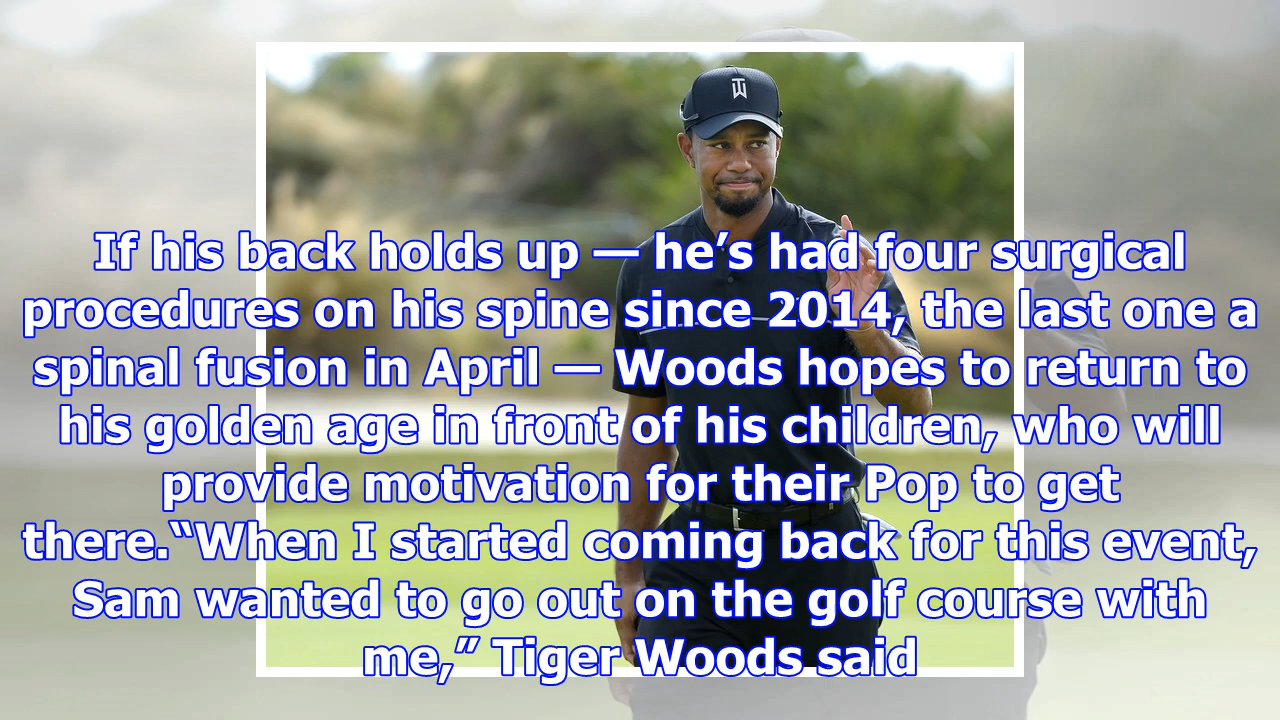 TW
If his back holds up — he’s had four surgical
procedures on his spine since 2014, the last one a
spinal fusion in April — Woods hopes to return to
his golden age in front of his children, who will
provide motivation for their Pop to get
there.“When I started coming back for this event,
Sam wanted to go out on the golf course with
me,” Tiger Woods said